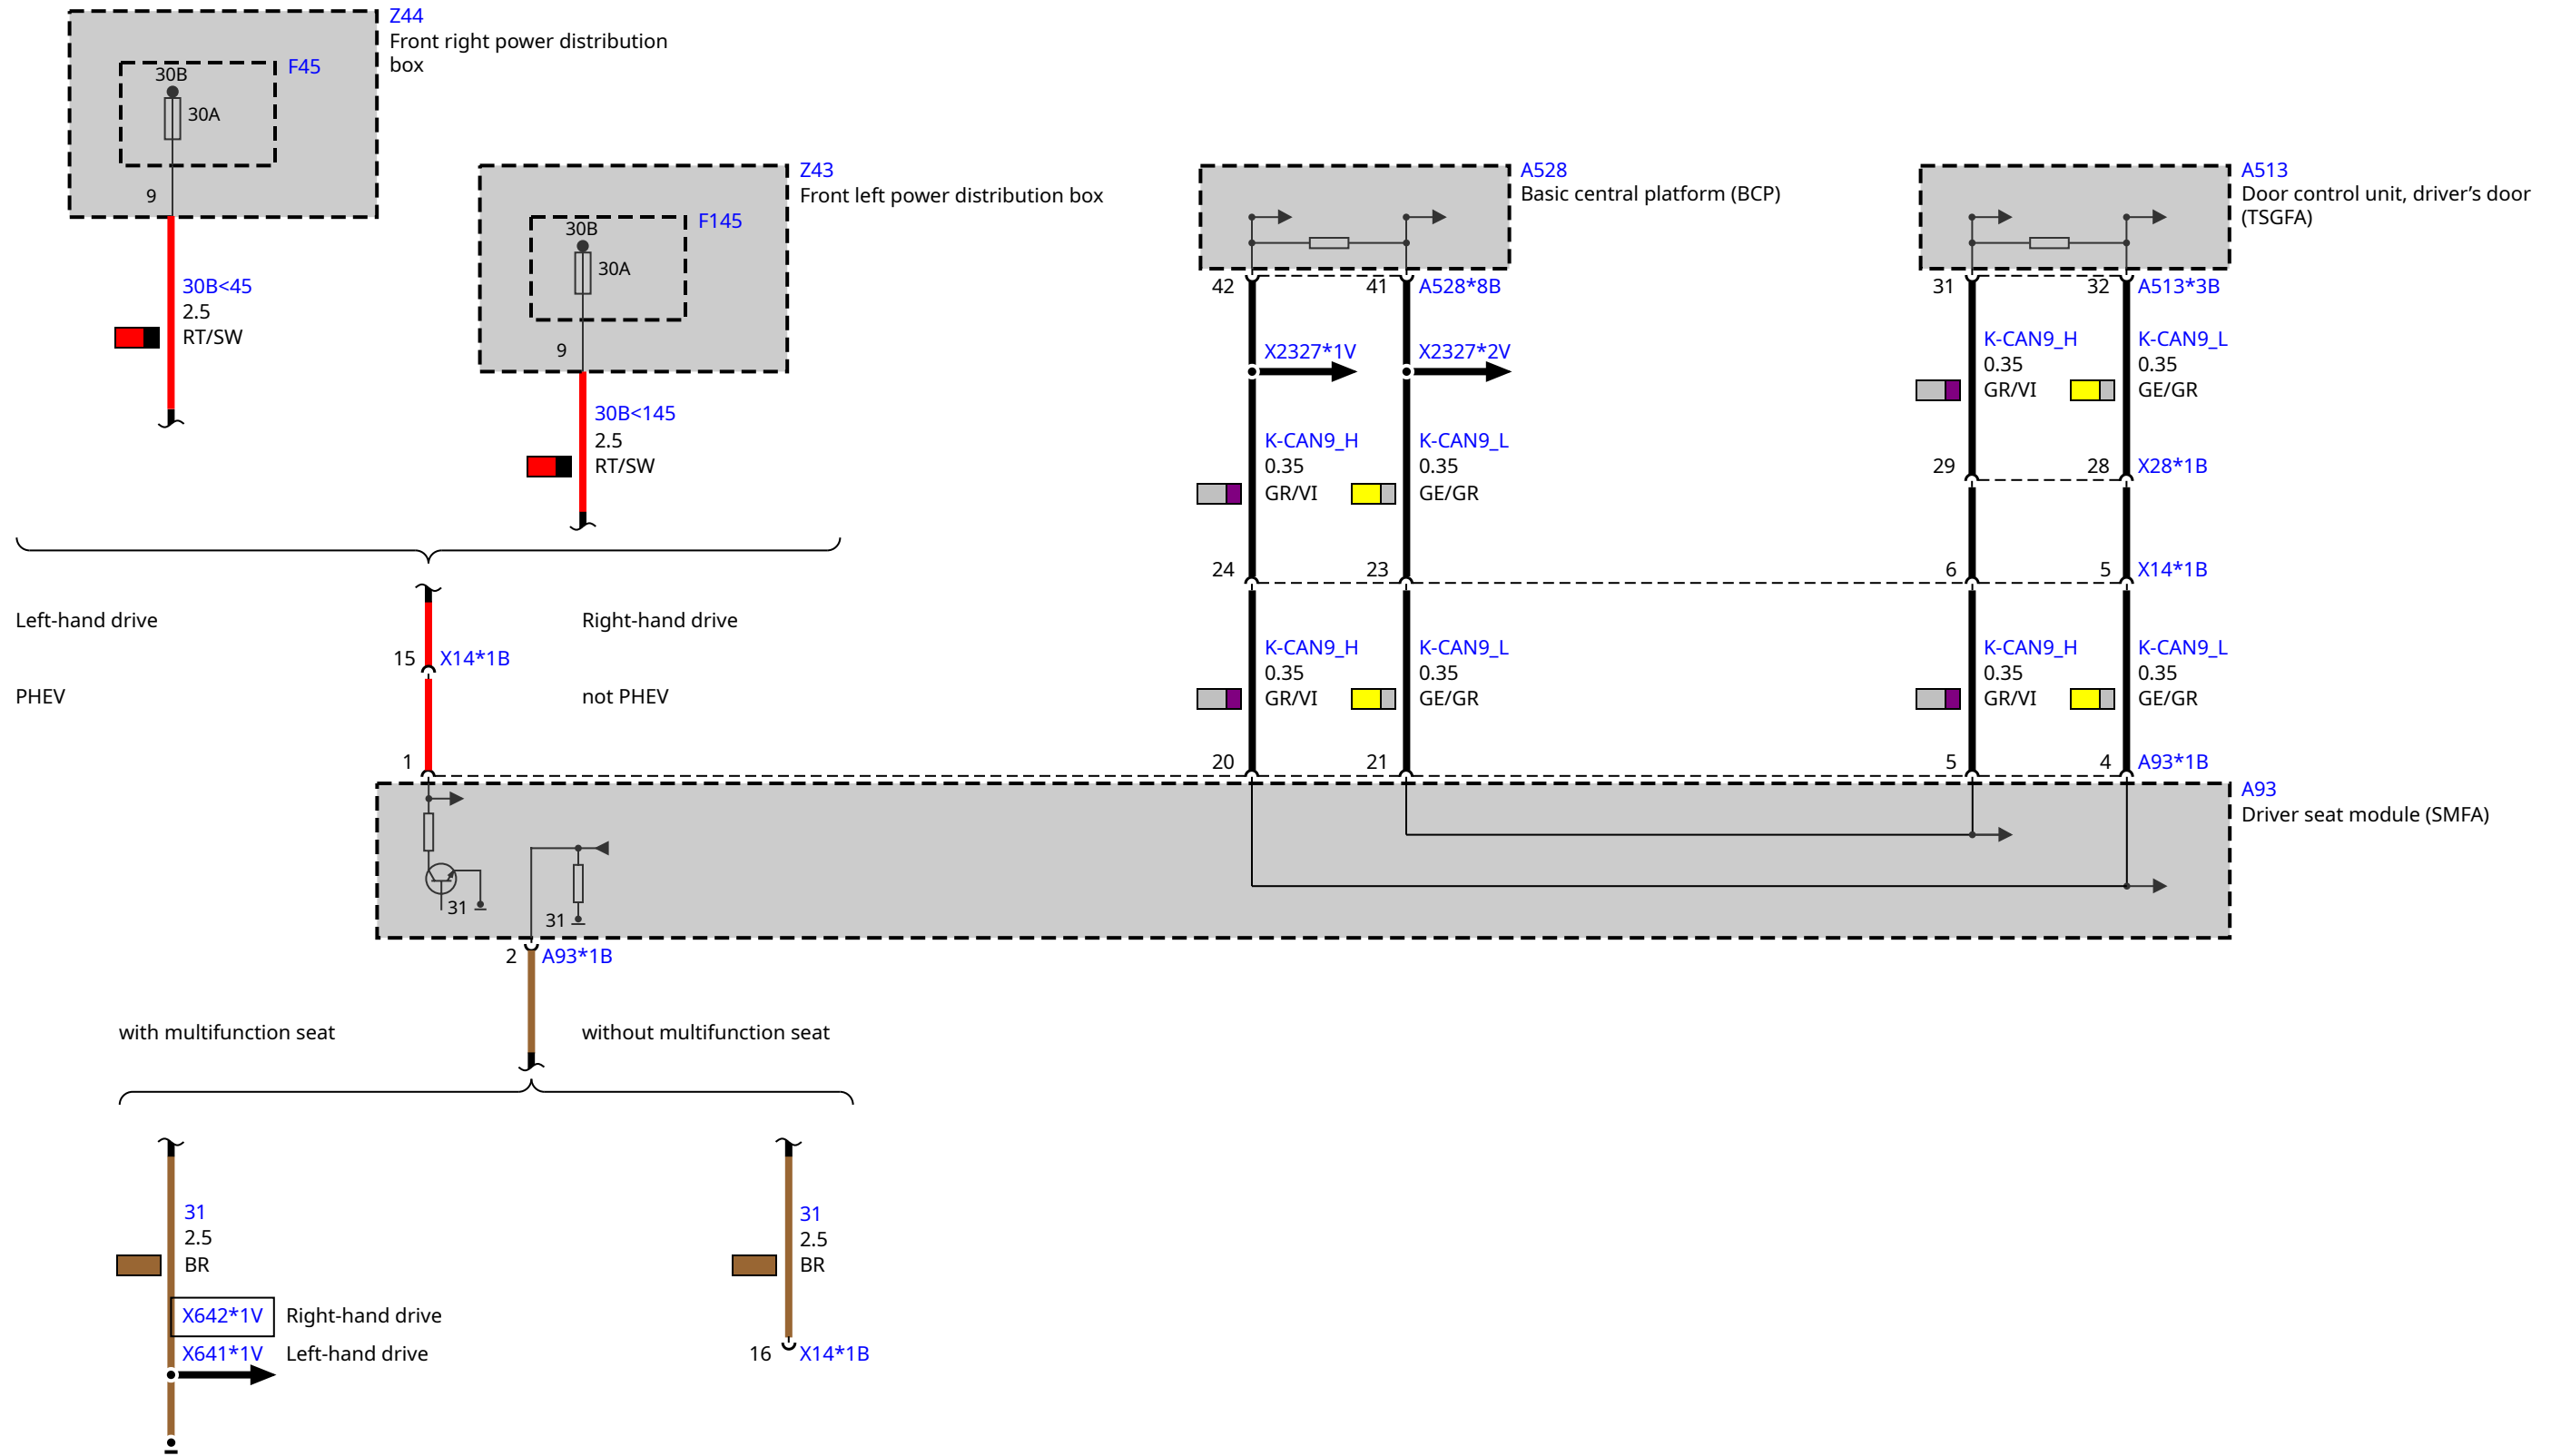 Z44
Front right power distribution
box
F45
30B
30A
9
30B<45
2.5
RT/SW
Z43
Front left power distribution box
F145
30B
30A
9
30B<145
2.5
RT/SW
Left-hand drive
Right-hand drive
15 X14*1B
PHEV
not PHEV
1
A528
Basic central platform (BCP)
42
41 A528*8B
X2327*1V
X2327*2V
K-CAN9_H
0.35
GR/VI
K-CAN9_L
0.35
GE/GR
24
23
K-CAN9_H
0.35
GR/VI
K-CAN9_L
0.35
GE/GR
20
21
A513
Door control unit, driver’s door
(TSGFA)
31
32 A513*3B
K-CAN9_H
0.35
GR/VI
K-CAN9_L
0.35
GE/GR
29
28 X28*1B
6
5 X14*1B
K-CAN9_H
0.35
GR/VI
K-CAN9_L
0.35
GE/GR
5
4 A93*1B
A93
Driver seat module (SMFA)
31
31
2 A93*1B
with multifunction seat
without multifunction seat
31
2.5
BR
X642*1V Right-hand drive
X641*1V Left-hand drive
31
2.5
BR
16 X14*1B